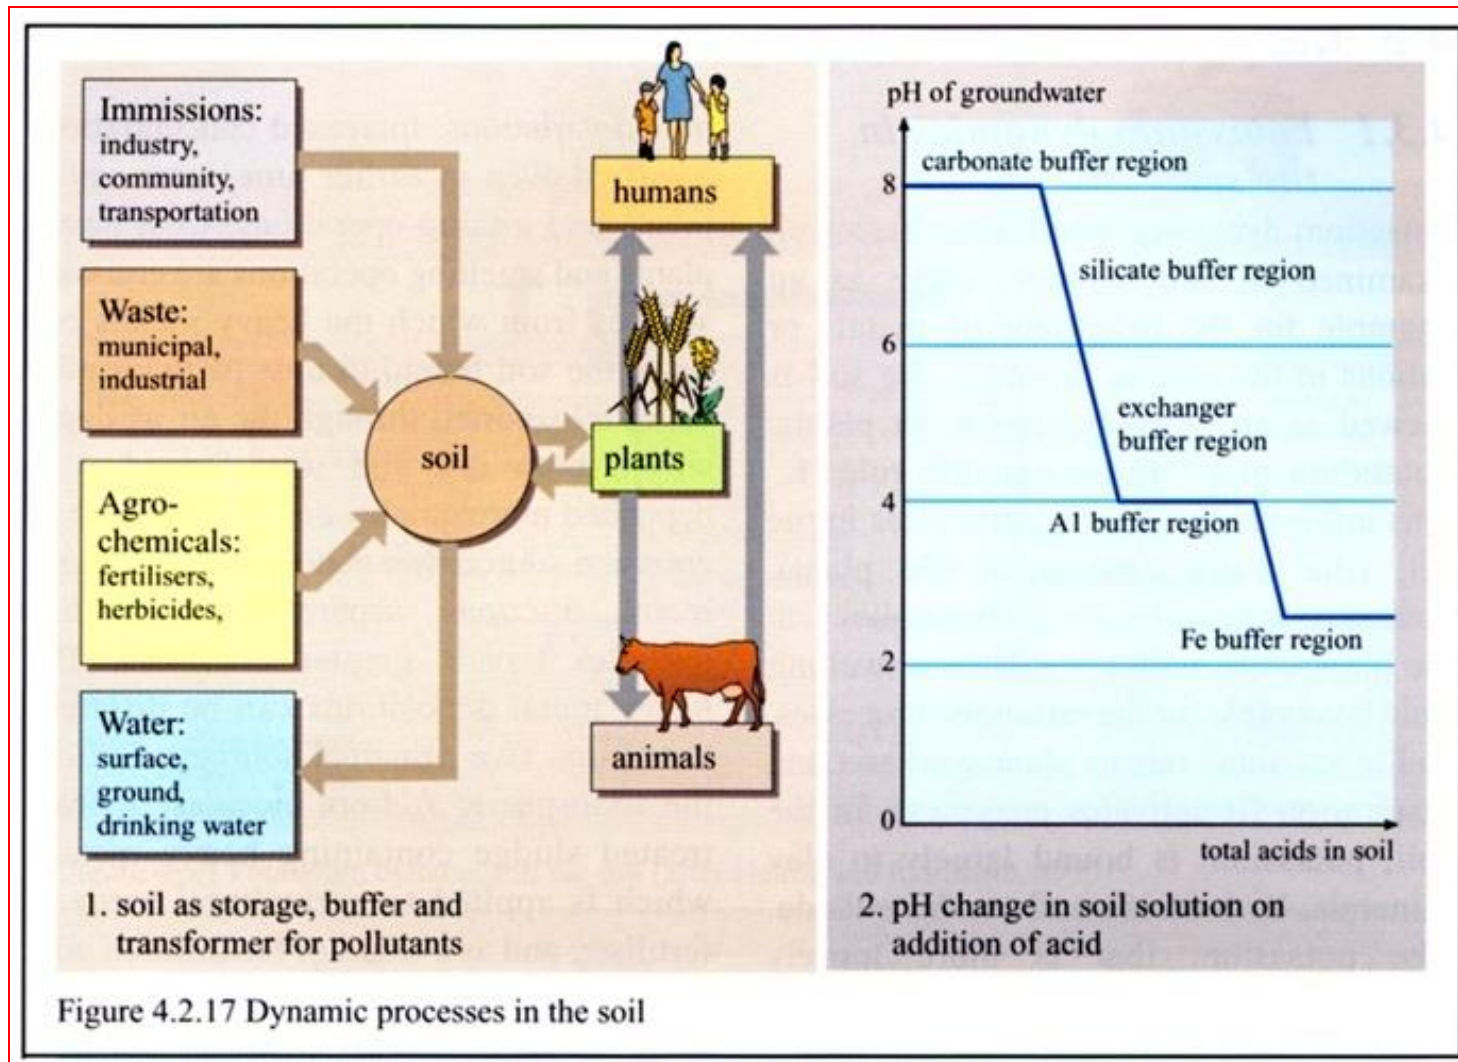 Immissions:
industry,
community,
transportation
Waste:
municipal,
industrial
Agro-
chemicals:
fertilisers,
herbicides,
Water:
surface,
ground,
drinking water
soil
humans
plants
animals
1. soil as storage, buffer and
transformer for pollutants
pH of groundwater
carbonate buffer region
8
silicate buffer region
6
exchanger
buffer region
4
A1 buffer region
Fe buffer region
2
0
total acids in soil
2. pH change in soil solution on
addition of acid
Figure 4.2.17 Dynamic processes in the soil